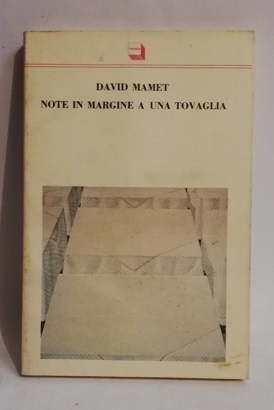 DAVID MAMET
NOTE IN MARGINE A UNA TOVAGLIA